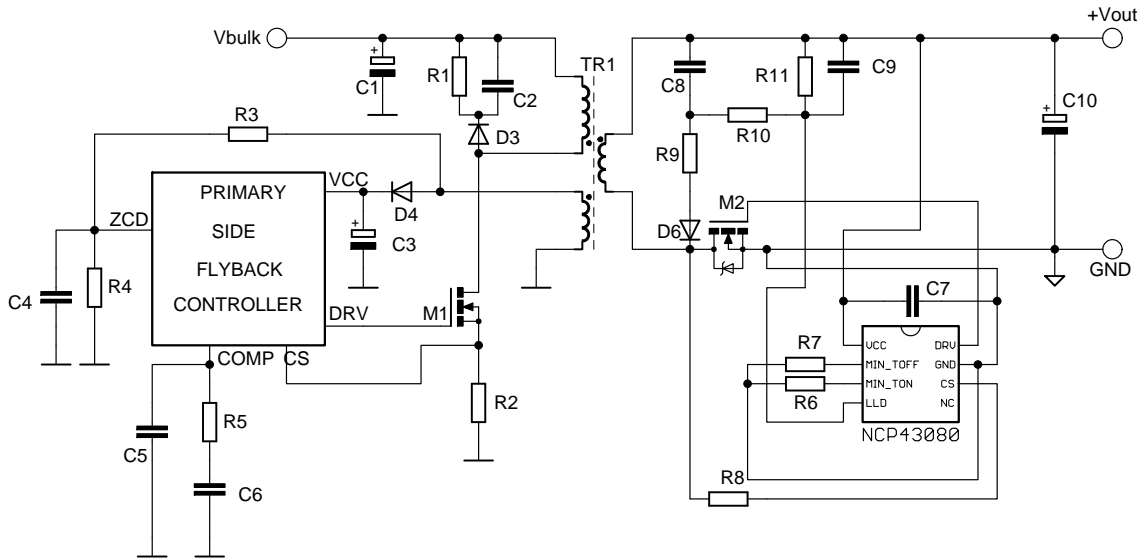 +Vout
Vbulk
+
C1
R1
C2
TR1
C8
R11
C9
+
C10
R3
D3
R10
R9
M2
PRIMARY
SIDE
FLYBACK
CONTROLLER
VCC
ZCD
D4
+
C3
D6
GND
C4
R4
DRV
M1
C7
COMP CS
R7
R6
VCC
MIN_TOFF
MIN_TON
LLD
DRV
GND
CS
NC
NCP43080
R2
R5
C5
C6
R8